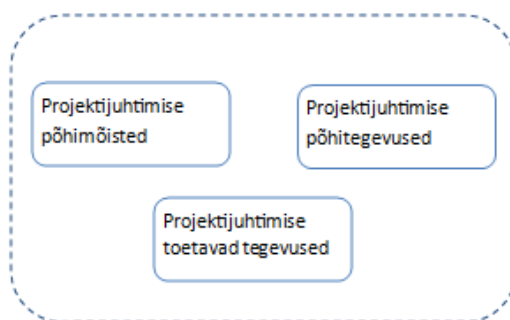 Projektijuhtimise
põhimõisted
Projektijuhtimise
põhitegevused
Projektijuhtimise
toetavad tegevused